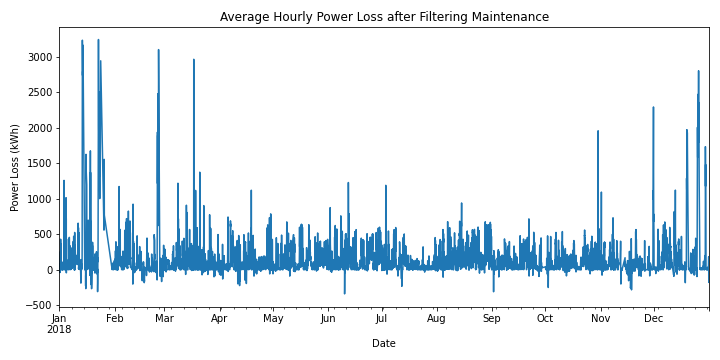 Average Hourly Power Loss after Filtering Maintenance
Power Loss (kWh)
3000
2500
2000
1500
1000
500
0
−500
Jan Feb Mar Apr May Jun Jul Aug Sep Oct Nov Dec
2018
Date